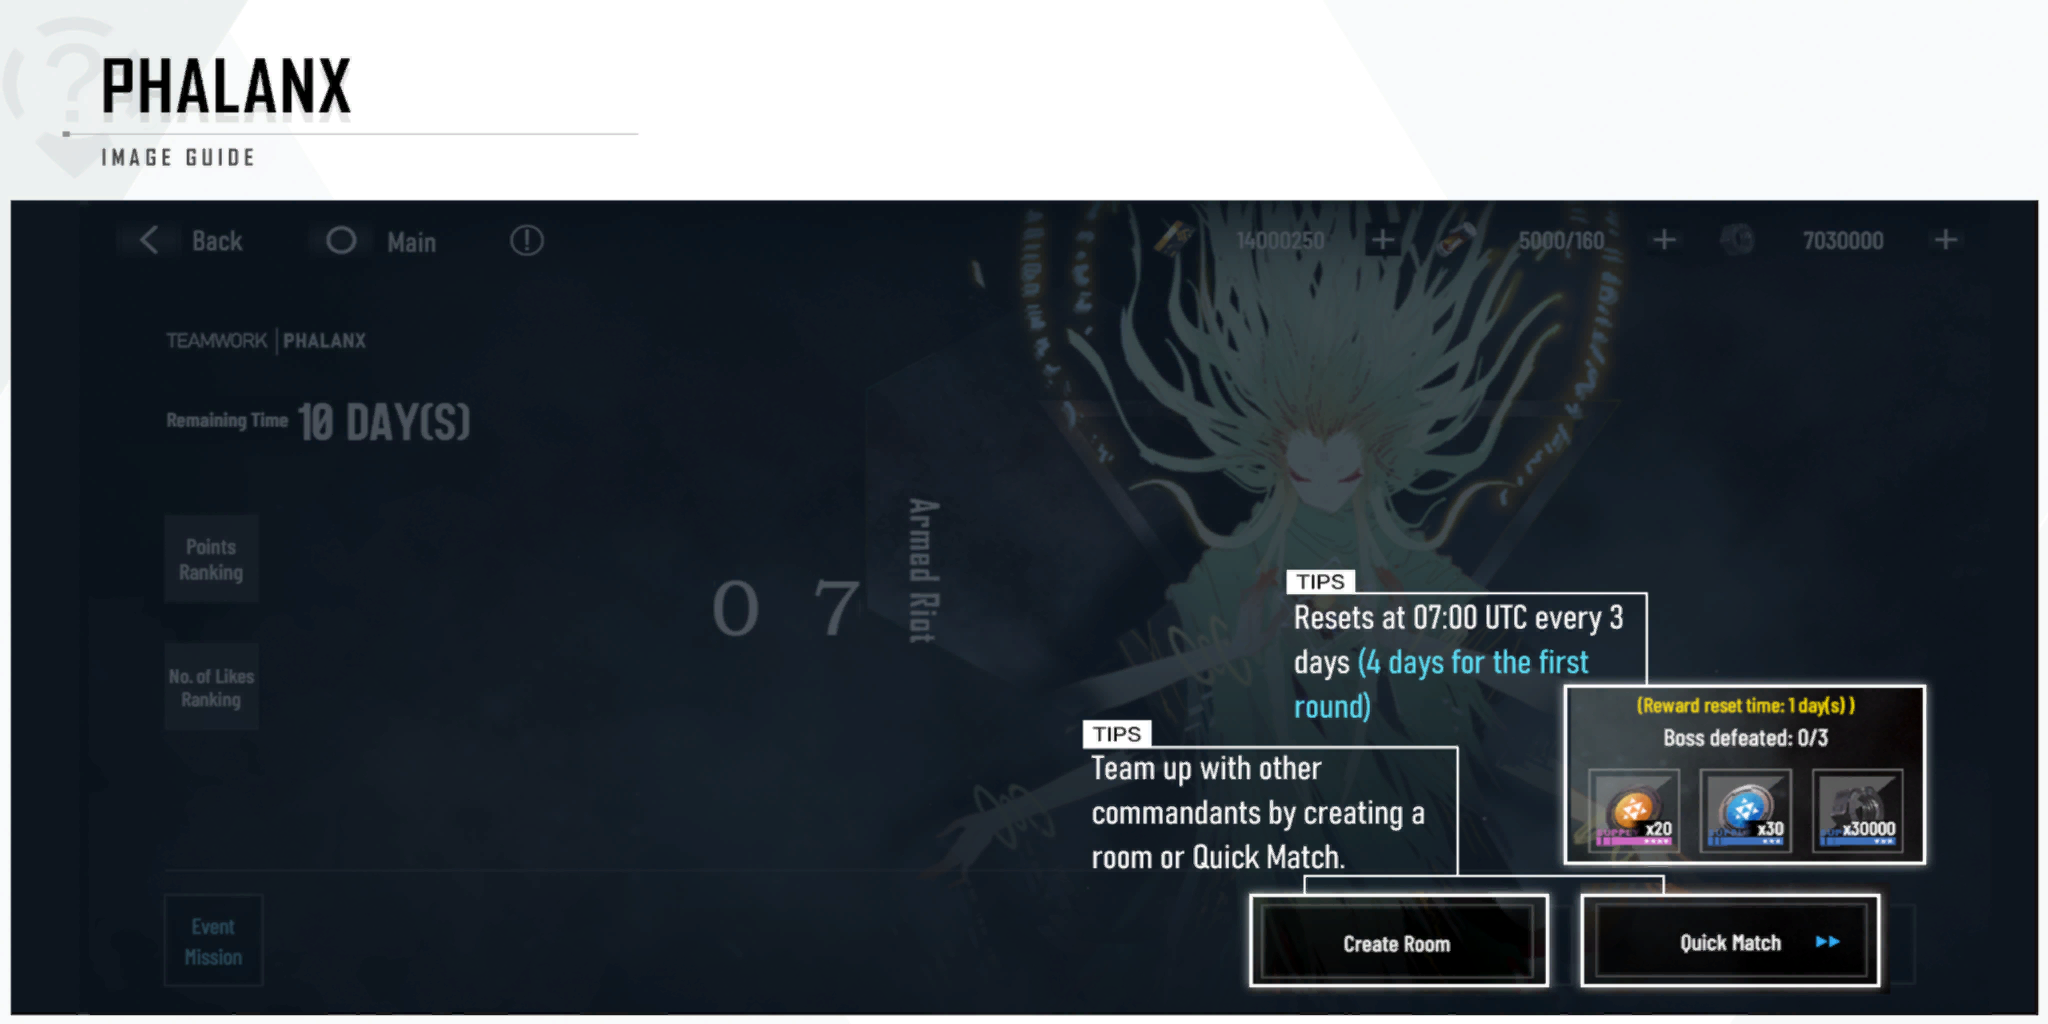 PHALANX
IMAGE GUIDE
Back
Main
14000250
5000/160
7030000
TEAMWORK | PHALANX
Remaining Time 10 DAY(S)
Points
Ranking
No. of Likes
Ranking
07
Armed Riot
TIPS
Resets at 07:00 UTC every 3
days (4 days for the first
round)
(Reward reset time: 1 day(s) )
Boss defeated: 0/3
x20
x30
x30000
TIPS
Team up with other
commandants by creating a
room or Quick Match.
Event
Mission
Create Room
Quick Match